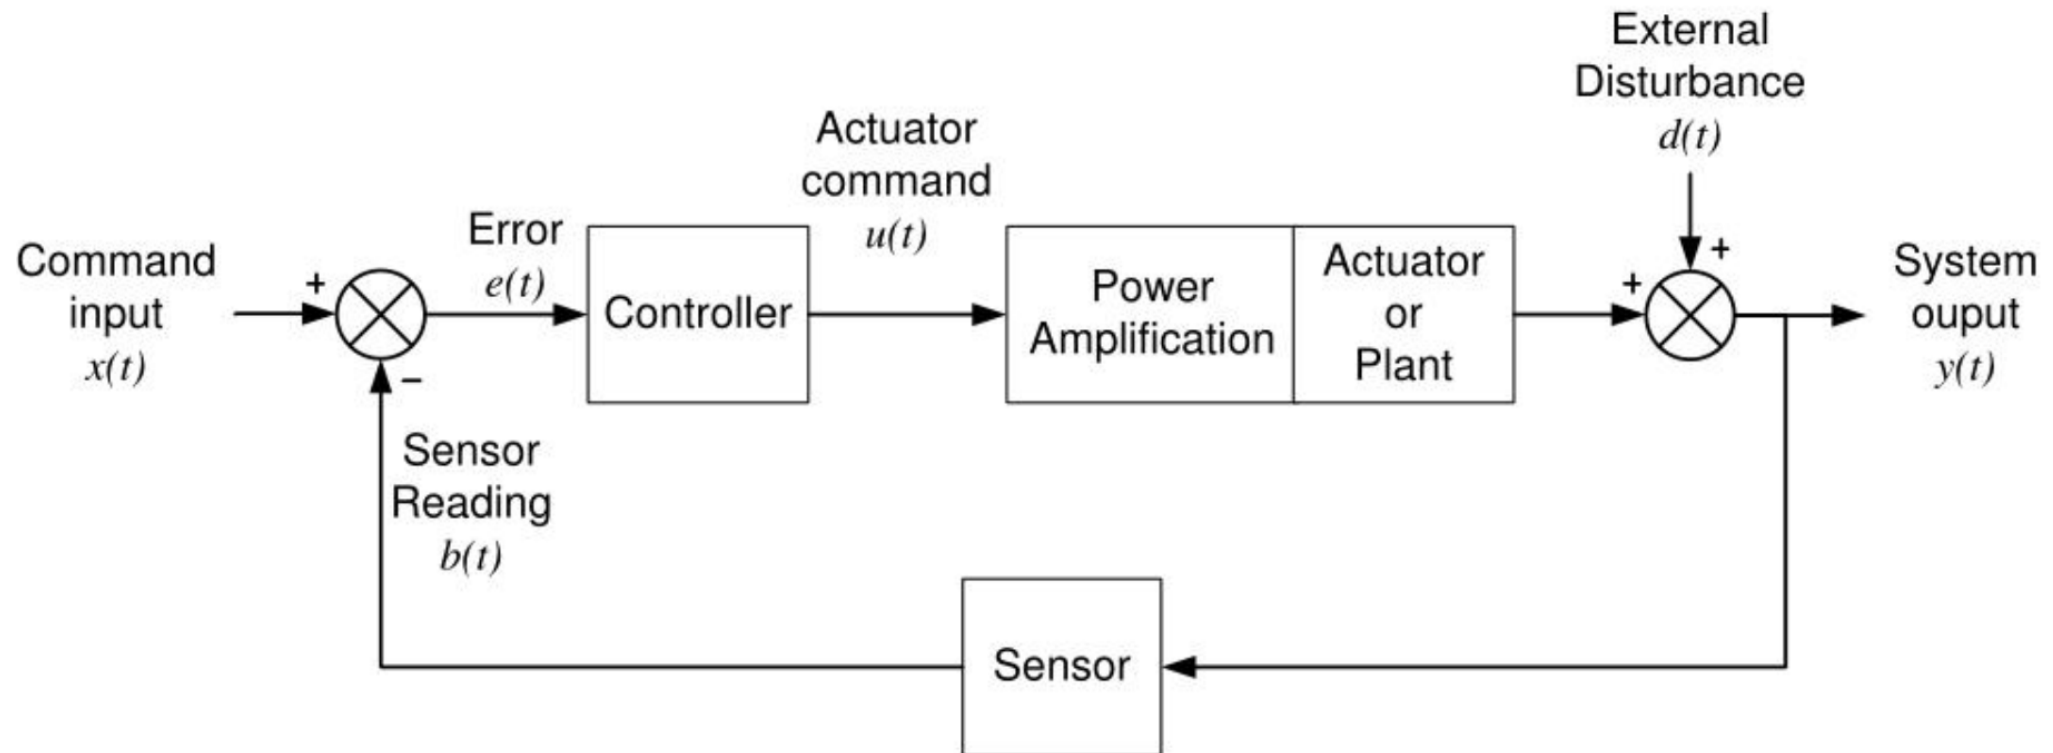 External
Disturbance
d(t)
Actuator
command
u(t)
Error
e(t)
Command
input
x(t)
+
Controller
Power
Amplification
Actuator
or
Plant
+
+
System
ouput
y(t)
−
Sensor
Reading
b(t)
Sensor